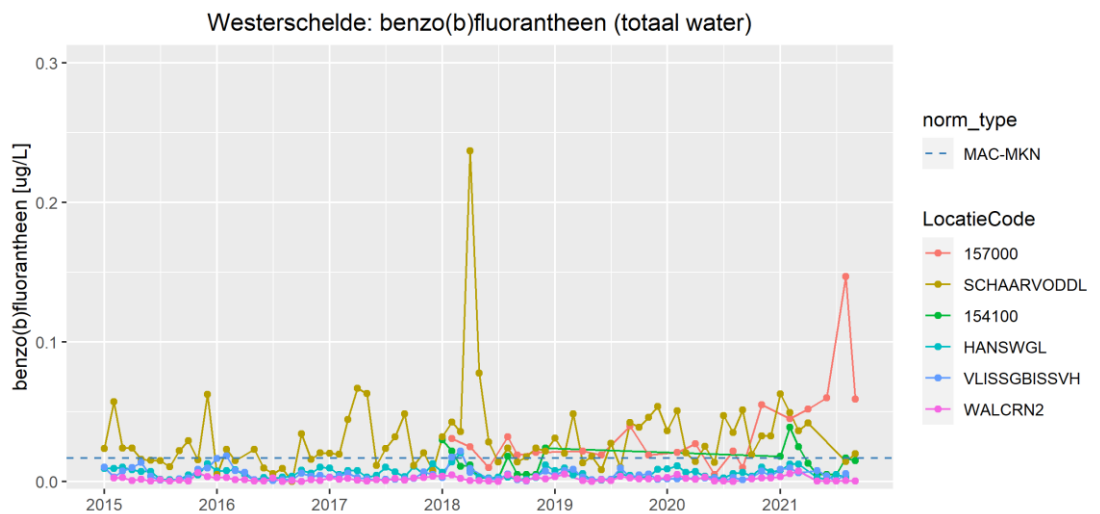 Westerschelde: benzo(b)fluorantheen (totaal water)
benzo(b)fluorantheen [ug/L]
0.3
0.2
0.1
0.0
2015 2016 2017 2018 2019 2020 2021
norm_type
MAC-MKN
LocatieCode
157000
SCHAARVODDL
154100
HANSWGL
VLISSGBISSVH
WALCRN2